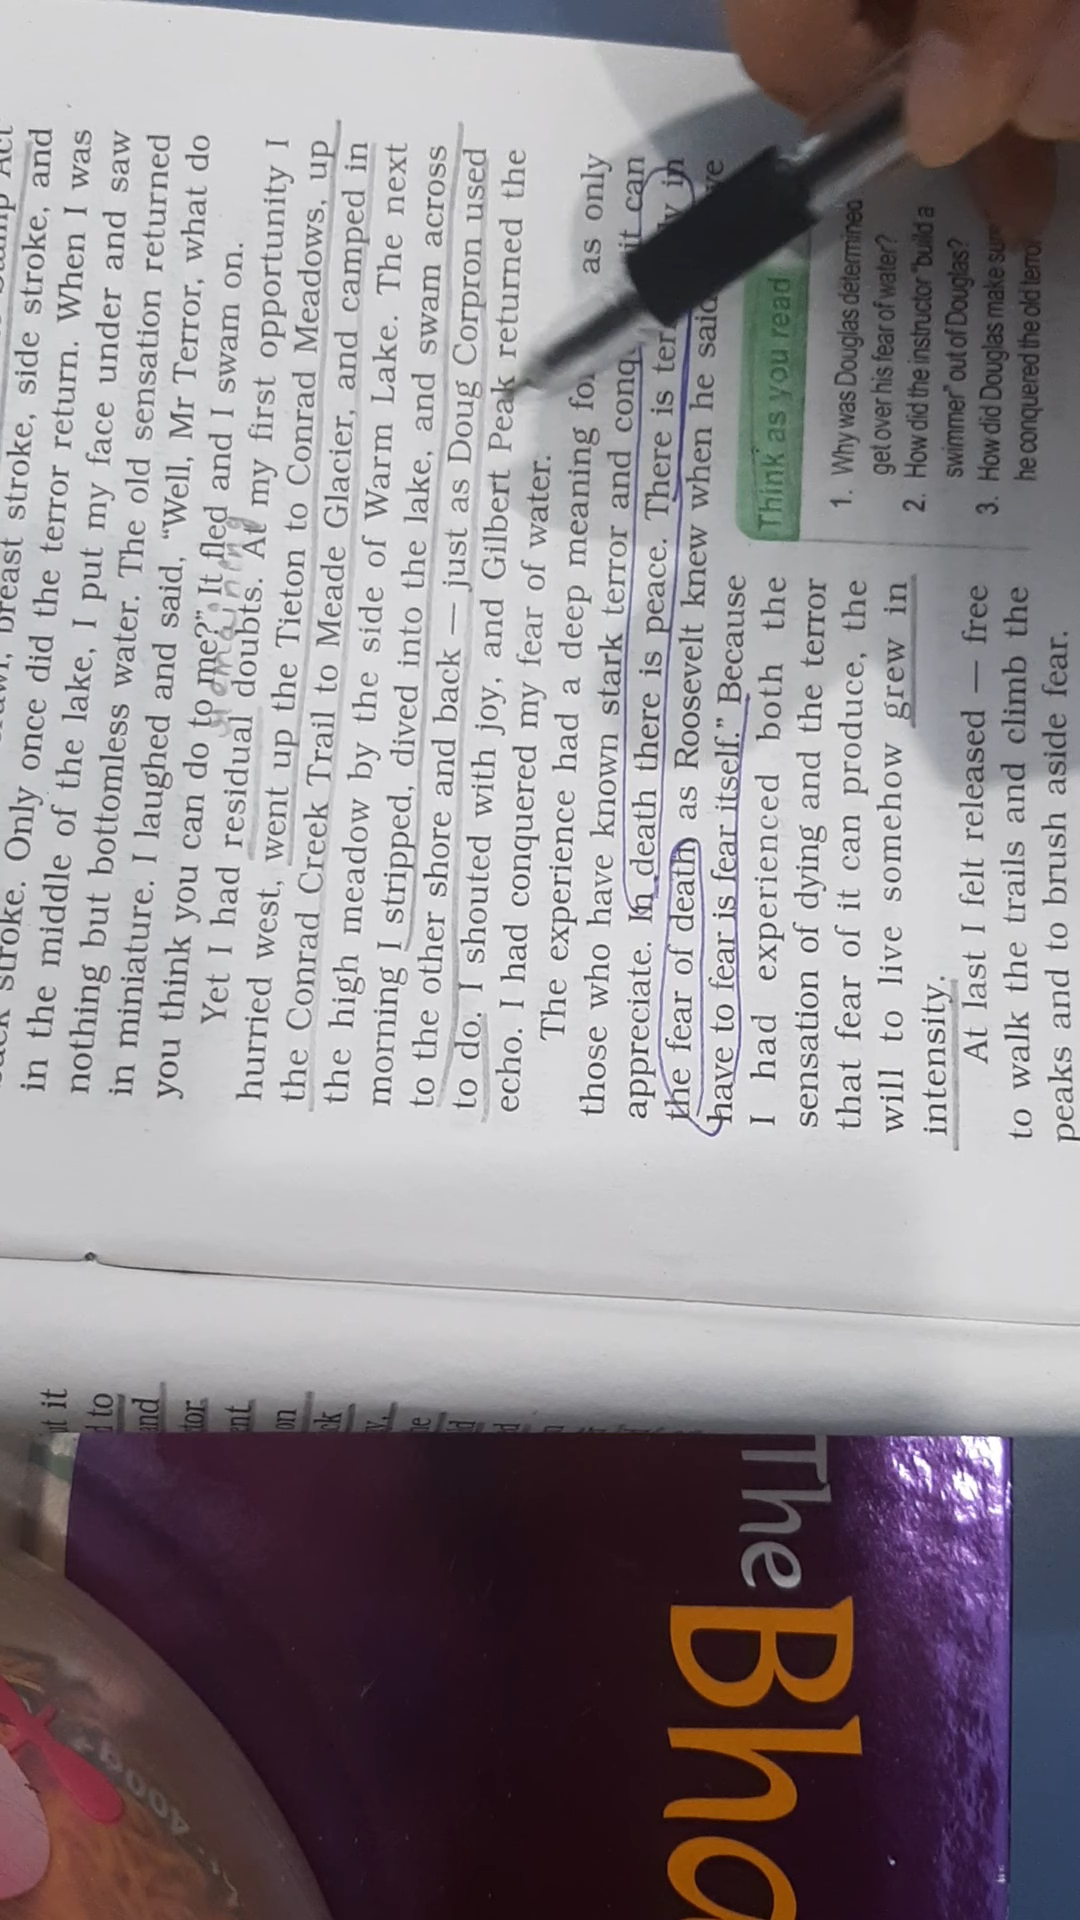 stroke. Only once did the terror return. When I was
in the middle of the lake, I put my face under and saw
nothing but bottomless water. The old sensation returned
in miniature. I laughed and said, “Well, Mr Terror, what do
you think you can do to me?” It fled and I swam on.
remaining
Yet I had residual doubts. At my first opportunity I
hurried west, went up the Tieton to Conrad Meadows, up
the Conrad Creek Trail to Meade Glacier, and camped in
the high meadow by the side of Warm Lake. The next
morning I stripped, dived into the lake, and swam across
to the other shore and back — just as Doug Corpron used
to do. I shouted with joy, and Gilbert Peak returned the
echo. I had conquered my fear of water.
The experience had a deep meaning as only
those who have known stark terror and it can
appreciate. In death there is peace. There is in
the fear of death as Roosevelt knew when he said
have to fear is fear itself.” Because
I had experienced both the
sensation of dying and the terror
that fear of it can produce, the
will to live somehow grew in
intensity.
At last I felt released — free
to walk the trails and climb the
peaks and to brush aside fear.
Think as you read
1. Why was Douglas determined
get over his fear of water?
2. How did the instructor “build a
swimmer” out of Douglas?
3. How did Douglas make
he conquered the old
it
to
and
on
The
Bh
400g